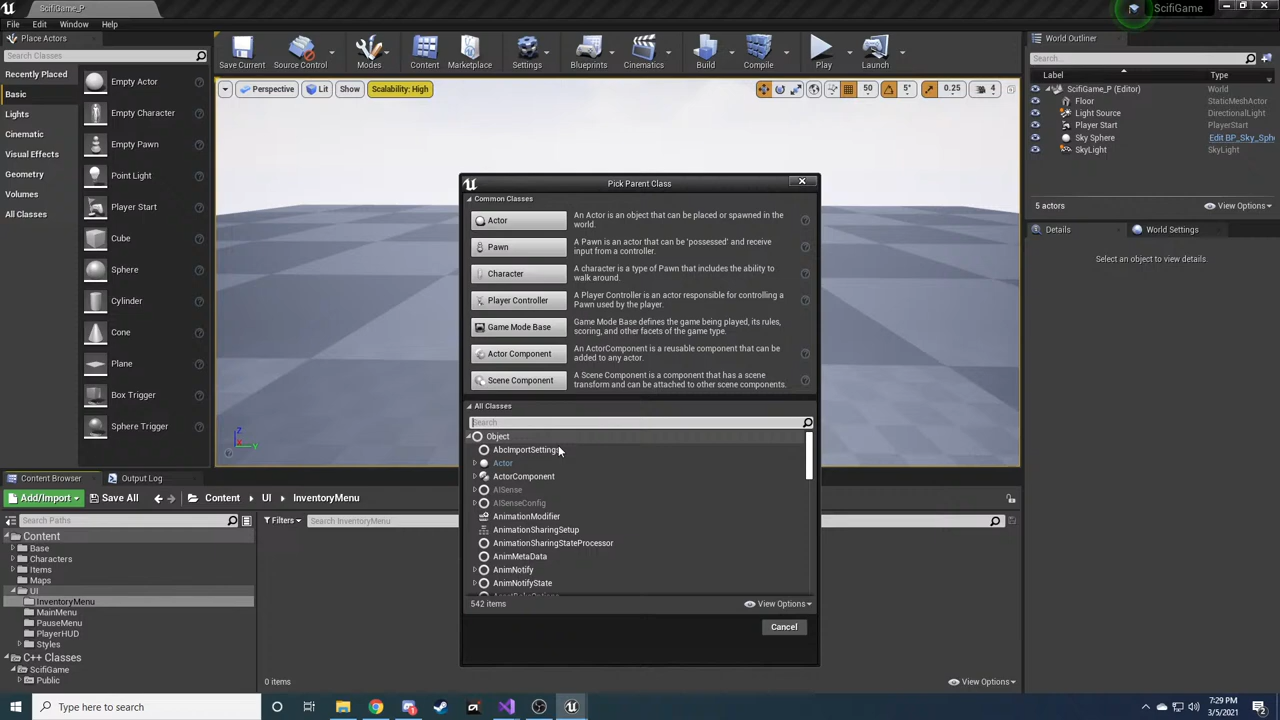 ScifiGame_P
ScifiGame
File Edit Window Help
Place Actors
Search Classes
Recently Placed
Basic
Lights
Cinematic
Visual Effects
Geometry
Volumes
All Classes
Empty Actor
Empty Character
Empty Pawn
Point Light
Player Start
Cube
Sphere
Cylinder
Cone
Plane
Box Trigger
Sphere Trigger
Save Current
Source Control
Modes
Content
Marketplace
Settings
Blueprints
Cinematics
Build
Compile
Play
Launch
Perspective
Lit
Show
Scalability: High
50
5°
0.25
4
Z
Y
Pick Parent Class
Common Classes
Actor
An Actor is an object that can be placed or spawned in the
world.
Pawn
A Pawn is an actor that can be 'possessed' and receive
input from a controller.
Character
A character is a type of Pawn that includes the ability to
walk around.
Player Controller
A Player Controller is an actor responsible for controlling a
Pawn used by the player.
Game Mode Base
Game Mode Base defines the game being played, its rules,
scoring, and other facets of the game type.
Actor Component
An ActorComponent is a reusable component that can be
added to any actor.
Scene Component
A Scene Component is a component that has a scene
transform and can be attached to other scene components.
All Classes
Search
Object
AbcImportSettings
Actor
ActorComponent
AISense
AISenseConfig
AnimationModifier
AnimationSharingSetup
AnimationSharingStateProcessor
AnimMetaData
AnimNotify
AnimNotifyState
542 items
View Options
Cancel
World Outliner
Search...
Label Type
ScifiGame_P (Editor) World
Floor StaticMeshActor
Light Source DirectionalLight
Player Start PlayerStart
Sky Sphere Edit BP_Sky_Sph
SkyLight SkyLight
5 actors
View Options
Details
World Settings
Select an object to view details.
Content Browser
Output Log
Add/Import
Save All
Content
UI
InventoryMenu
Search Paths
Filters
Search InventoryMenu
Content
Base
Characters
Items
Maps
UI
InventoryMenu
MainMenu
PauseMenu
PlayerHUD
Styles
C++ Classes
ScifiGame
Public
0 items
View Options
Type here to search
7:29 PM
3/5/2021
2